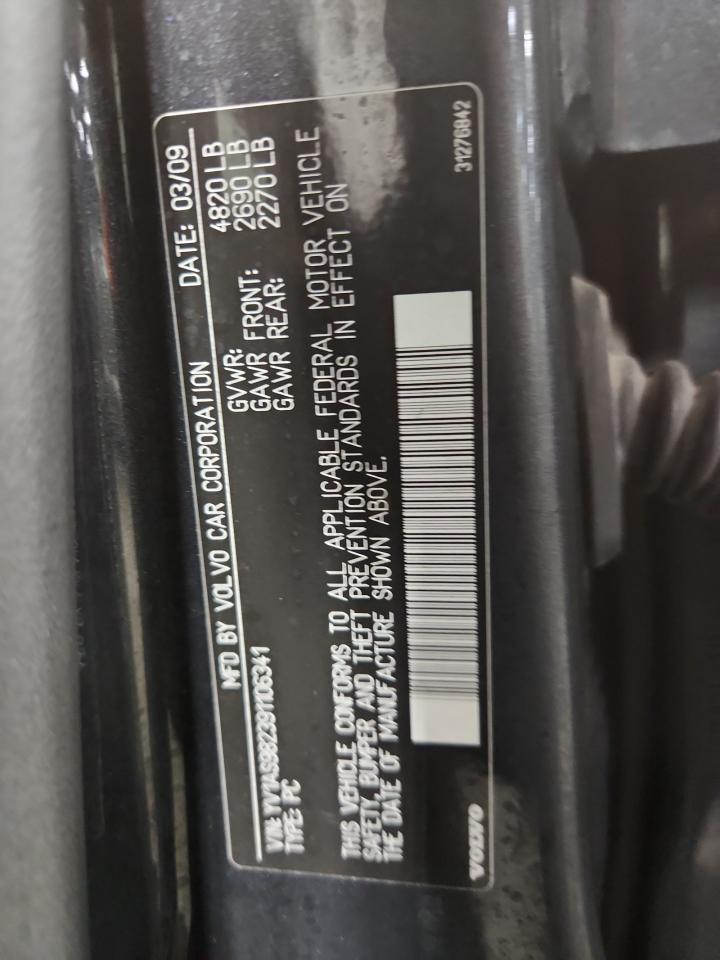 MFD BY VOLVO CAR CORPORATION DATE: 03/09
GVWR: 4820 LB
GAWR FRONT: 2690 LB
GAWR REAR: 2270 LB
VIN: YV1AS982391106341
TYPE: PC
THIS VEHICLE CONFORMS TO ALL APPLICABLE FEDERAL MOTOR VEHICLE
SAFETY, BUMPER AND THEFT PREVENTION STANDARDS IN EFFECT ON
THE DATE OF MANUFACTURE SHOWN ABOVE.
VOLVO 31276842